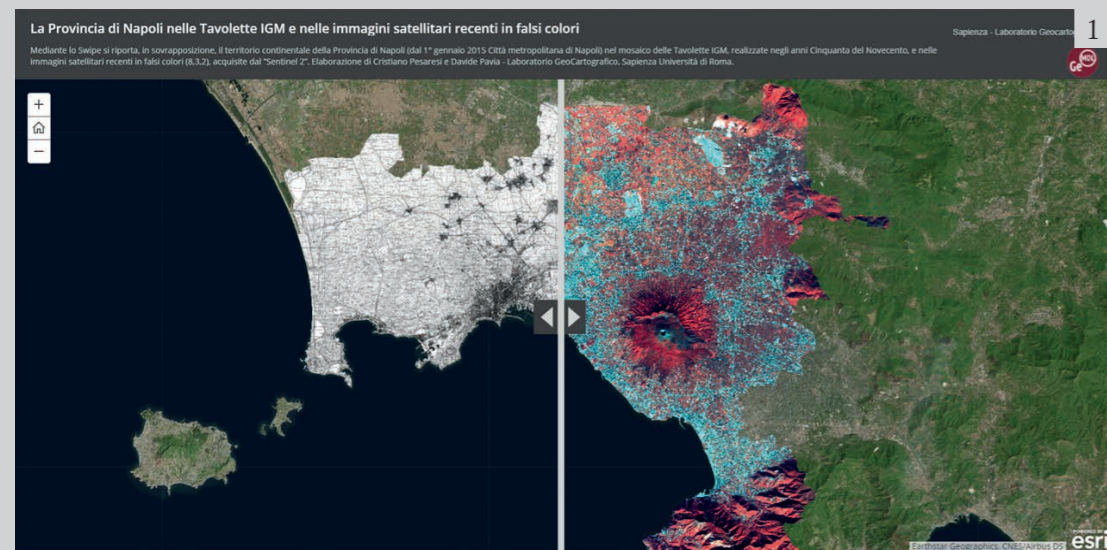 La Provincia di Napoli nelle Tavolette IGM e nelle immagini satellitari recenti in falsi colori
Sapienza - Laboratorio Geocarto
1
Mediante lo Swipe si riporta, in sovrapposizione, il territorio continentale della Provincia di Napoli (dal 1° gennaio 2015 Città metropolitana di Napoli) nel mosaico delle Tavolette IGM, realizzate negli anni Cinquanta del Novecento, e nelle
immagini satellitari recenti in falsi colori (8,3,2), acquisite dal "Sentinel 2". Elaborazione di Cristiano Pesaresi e Davide Pavia - Laboratorio GeoCartografico, Sapienza Università di Roma.
+
−
POWERED BY
esri
Earthstar Geographics, CNES/Airbus DS